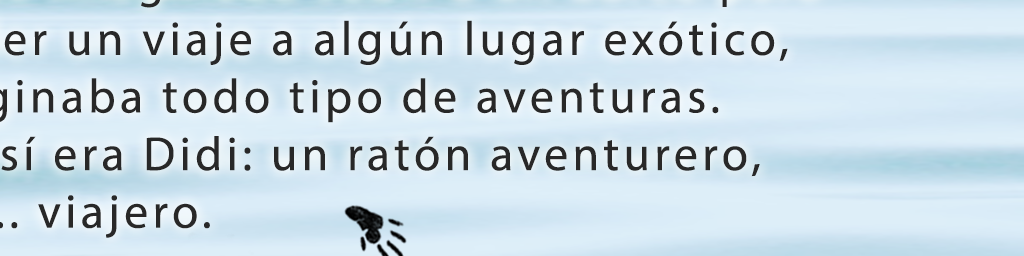 er un viaje a algún lugar exótico,
ginaba todo tipo de aventuras.
sí era Didi: un ratón aventurero,
.. viajero.